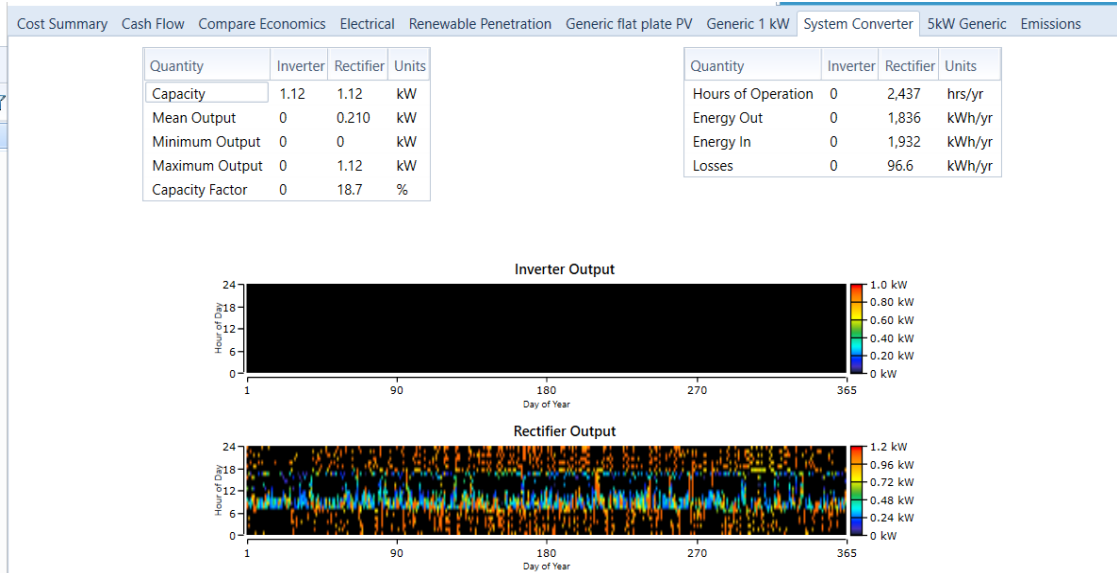 Cost Summary Cash Flow Compare Economics Electrical Renewable Penetration Generic flat plate PV Generic 1 kW System Converter 5kW Generic Emissions
Quantity Inverter Rectifier Units
Capacity 1.12 1.12 kW
Mean Output 0 0.210 kW
Minimum Output 0 0 kW
Maximum Output 0 1.12 kW
Capacity Factor 0 18.7 %
Quantity Inverter Rectifier Units
Hours of Operation 0 2,437 hrs/yr
Energy Out 0 1,836 kWh/yr
Energy In 0 1,932 kWh/yr
Losses 0 96.6 kWh/yr
Inverter Output
Hour of Day
24
18
12
6
0
1 90 180 270 365
Day of Year
1.0 kW
0.80 kW
0.60 kW
0.40 kW
0.20 kW
0 kW
Rectifier Output
Hour of Day
24
18
12
6
0
1 90 180 270 365
Day of Year
1.2 kW
0.96 kW
0.72 kW
0.48 kW
0.24 kW
0 kW